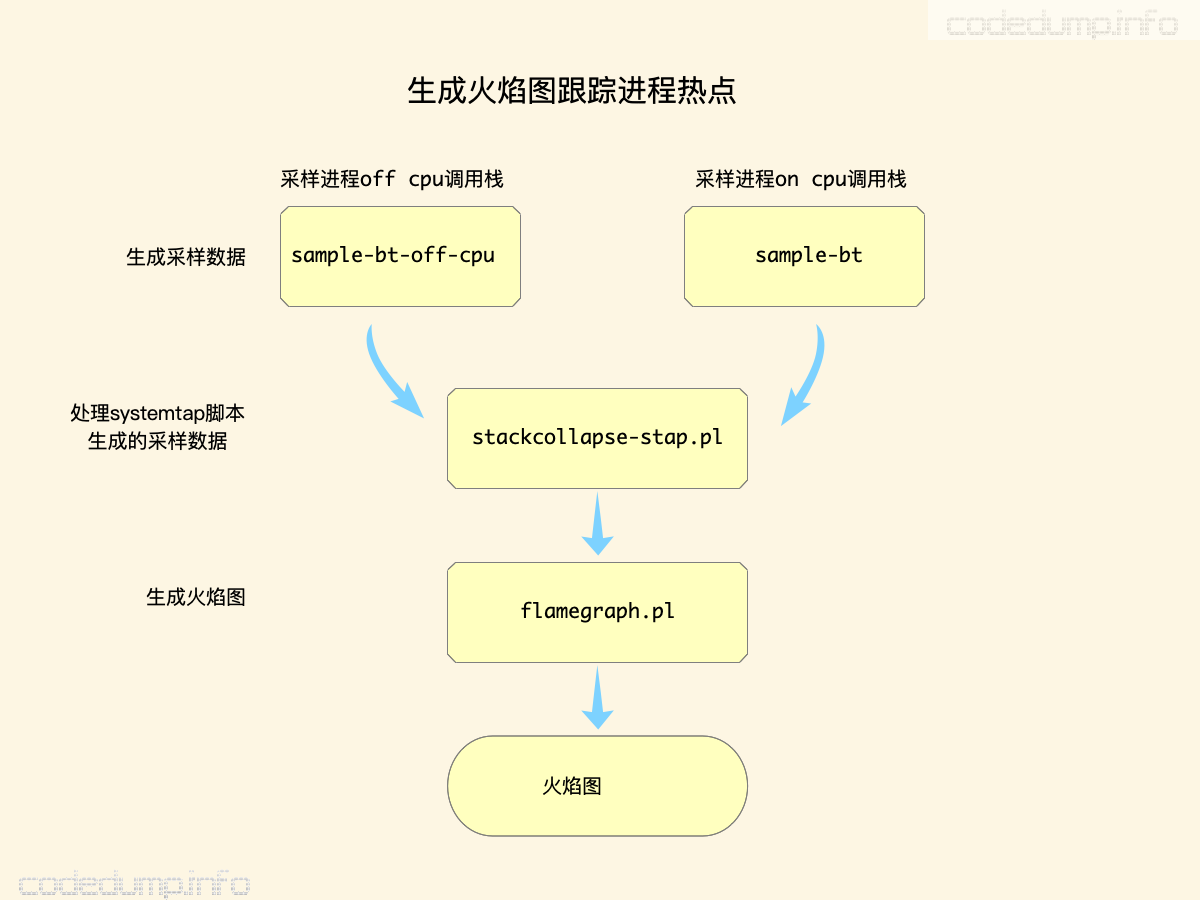 codedumpinfo
生成火焰图跟踪进程热点
采样进程off cpu调用栈
采样进程on cpu调用栈
生成采样数据
sample-bt-off-cpu
sample-bt
处理systemtap脚本
生成的采样数据
stackcollapse-stap.pl
生成火焰图
flamegraph.pl
火焰图
codedumpinfo